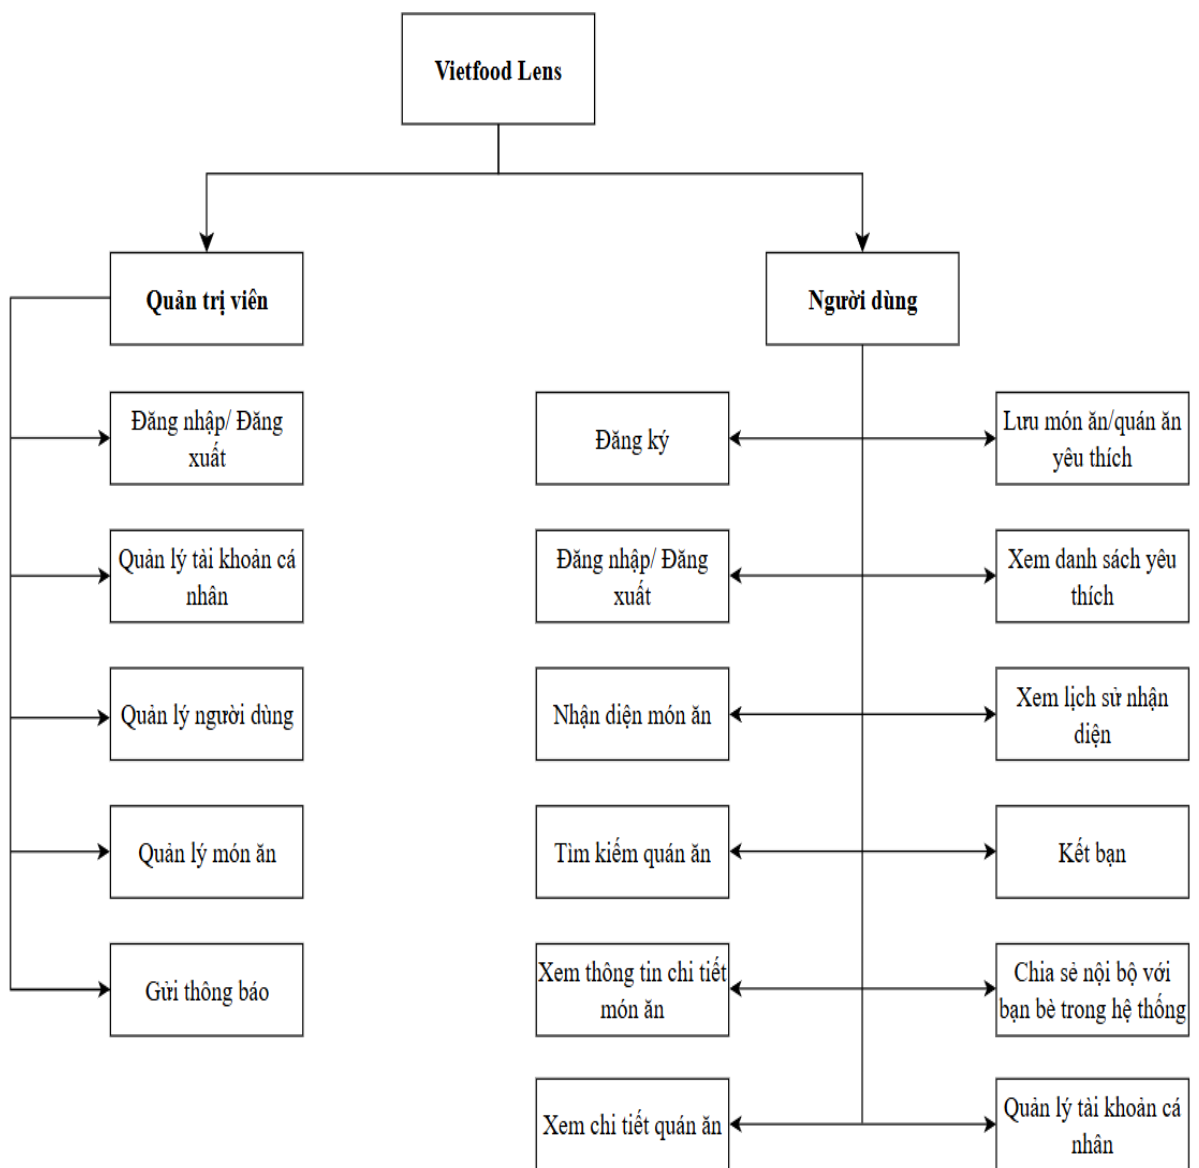 Vietfood Lens
Quản trị viên
Người dùng
Đăng nhập/ Đăng
xuất
Quản lý tài khoản cá
nhân
Quản lý người dùng
Quản lý món ăn
Gửi thông báo
Đăng ký
Đăng nhập/ Đăng
xuất
Nhận diện món ăn
Tìm kiếm quán ăn
Xem thông tin chi tiết
món ăn
Xem chi tiết quán ăn
Lưu món ăn/quán ăn
yêu thích
Xem danh sách yêu
thích
Xem lịch sử nhận
diện
Kết bạn
Chia sẻ nội bộ với
bạn bè trong hệ thống
Quản lý tài khoản cá
nhân